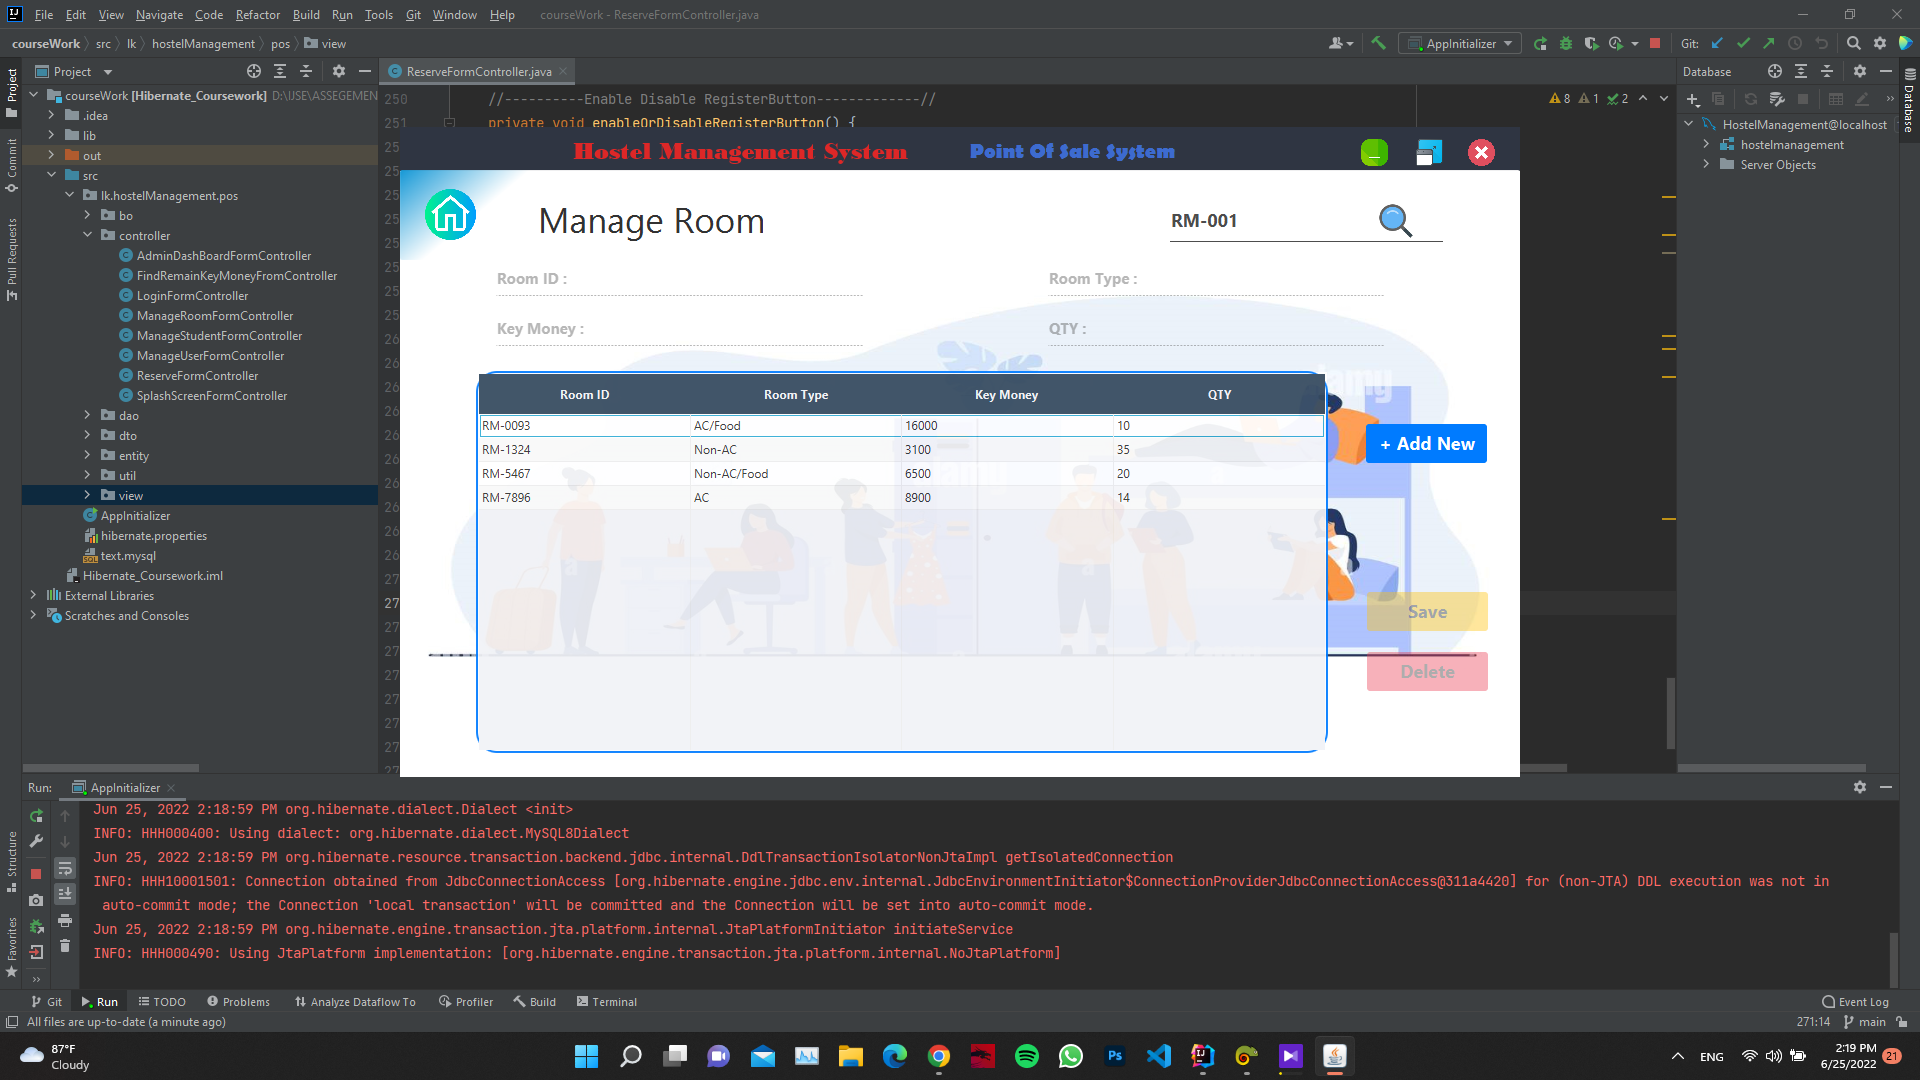 File Edit View Navigate Code Refactor Build Run Tools Git Window Help courseWork - ReserveFormController.java
courseWork src lk hostelManagement pos view
AppInitializer
Git:
Project
Project
Commit
Pull Requests
Structure
Favorites
ReserveFormController.java
Database
Database
courseWork [Hibernate_Coursework] D:\IJSE\ASSEGEMEN
.idea
lib
out
src
lk.hostelManagement.pos
bo
controller
AdminDashBoardFormController
FindRemainKeyMoneyFromController
LoginFormController
ManageRoomFormController
ManageStudentFormController
ManageUserFormController
ReserveFormController
SplashScreenFormController
dao
dto
entity
util
view
AppInitializer
hibernate.properties
text.mysql
Hibernate_Coursework.iml
External Libraries
Scratches and Consoles
250 //----------Enable Disable RegisterButton-------------//
251 private void enableOrDisableRegisterButton() {
8 1 2
HostelManagement@localhost
hostelmanagement
Server Objects
Hostel Management System Point Of Sale System
Manage Room
RM-001
Room ID : Room Type :
Key Money : QTY :
Room ID Room Type Key Money QTY
RM-0093 AC/Food 16000 10
RM-1324 Non-AC 3100 35
RM-5467 Non-AC/Food 6500 20
RM-7896 AC 8900 14
+ Add New
Save
Delete
Run: AppInitializer
Jun 25, 2022 2:18:59 PM org.hibernate.dialect.Dialect <init>
INFO: HHH000400: Using dialect: org.hibernate.dialect.MySQL8Dialect
Jun 25, 2022 2:18:59 PM org.hibernate.resource.transaction.backend.jdbc.internal.DdlTransactionIsolatorNonJtaImpl getIsolatedConnection
INFO: HHH10001501: Connection obtained from JdbcConnectionAccess [org.hibernate.engine.jdbc.env.internal.JdbcEnvironmentInitiator$ConnectionProviderJdbcConnectionAccess@311a4420] for (non-JTA) DDL execution was not in
auto-commit mode; the Connection 'local transaction' will be committed and the Connection will be set into auto-commit mode.
Jun 25, 2022 2:18:59 PM org.hibernate.engine.transaction.jta.platform.internal.JtaPlatformInitiator initiateService
INFO: HHH000490: Using JtaPlatform implementation: [org.hibernate.engine.transaction.jta.platform.internal.NoJtaPlatform]
Git Run TODO Problems Analyze Dataflow To Profiler Build Terminal Event Log
All files are up-to-date (a minute ago) 271:14 main
87°F
Cloudy
Ps
ENG
2:19 PM
6/25/2022
21